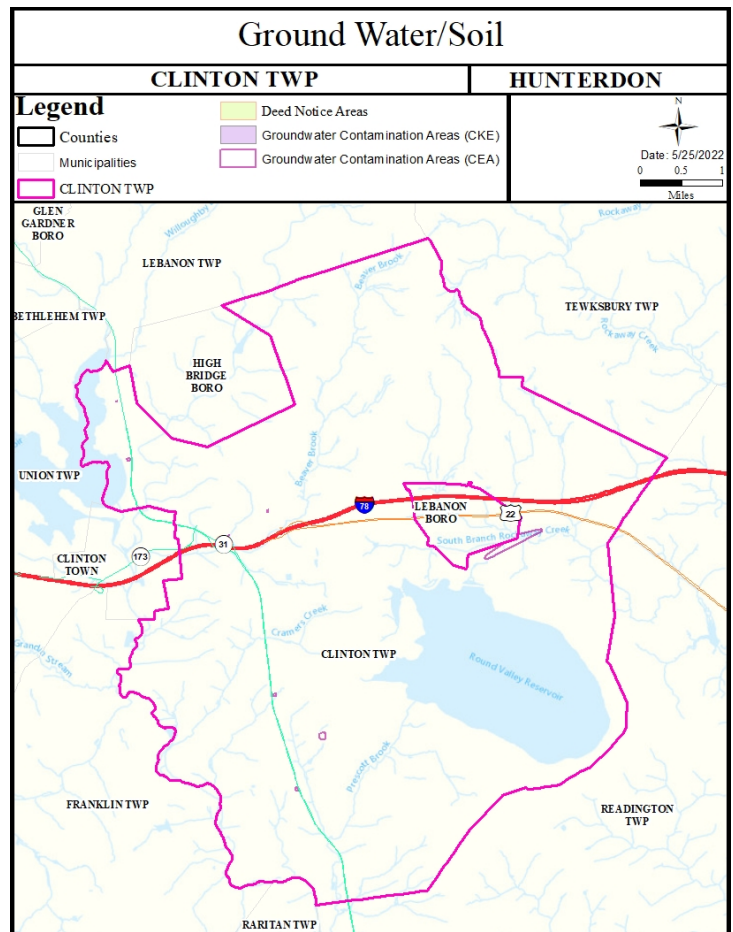 Ground Water/Soil
CLINTON TWP
HUNTERDON
Legend
Counties
Municipalities
CLINTON TWP
Deed Notice Areas
Groundwater Contamination Areas (CKE)
Groundwater Contamination Areas (CEA)
N
Date: 5/25/2022
0 0.5 1
Miles
GLEN
GARDNER
BORO
Willoughby
Rockaway
LEBANON TWP
Beaver Brook
TEWKSBURY TWP
BETHLEHEM TWP
Rockaway Creek
HIGH
BRIDGE
BORO
Beaver Brook
UNION TWP
78
LEBANON
BORO
22
31
173
South Branch Rockaway Creek
CLINTON
TOWN
Cramers Creek
Grandin Stream
CLINTON TWP
Round Valley Reservoir
Prescott Brook
FRANKLIN TWP
READINGTON
TWP
RARITAN TWP